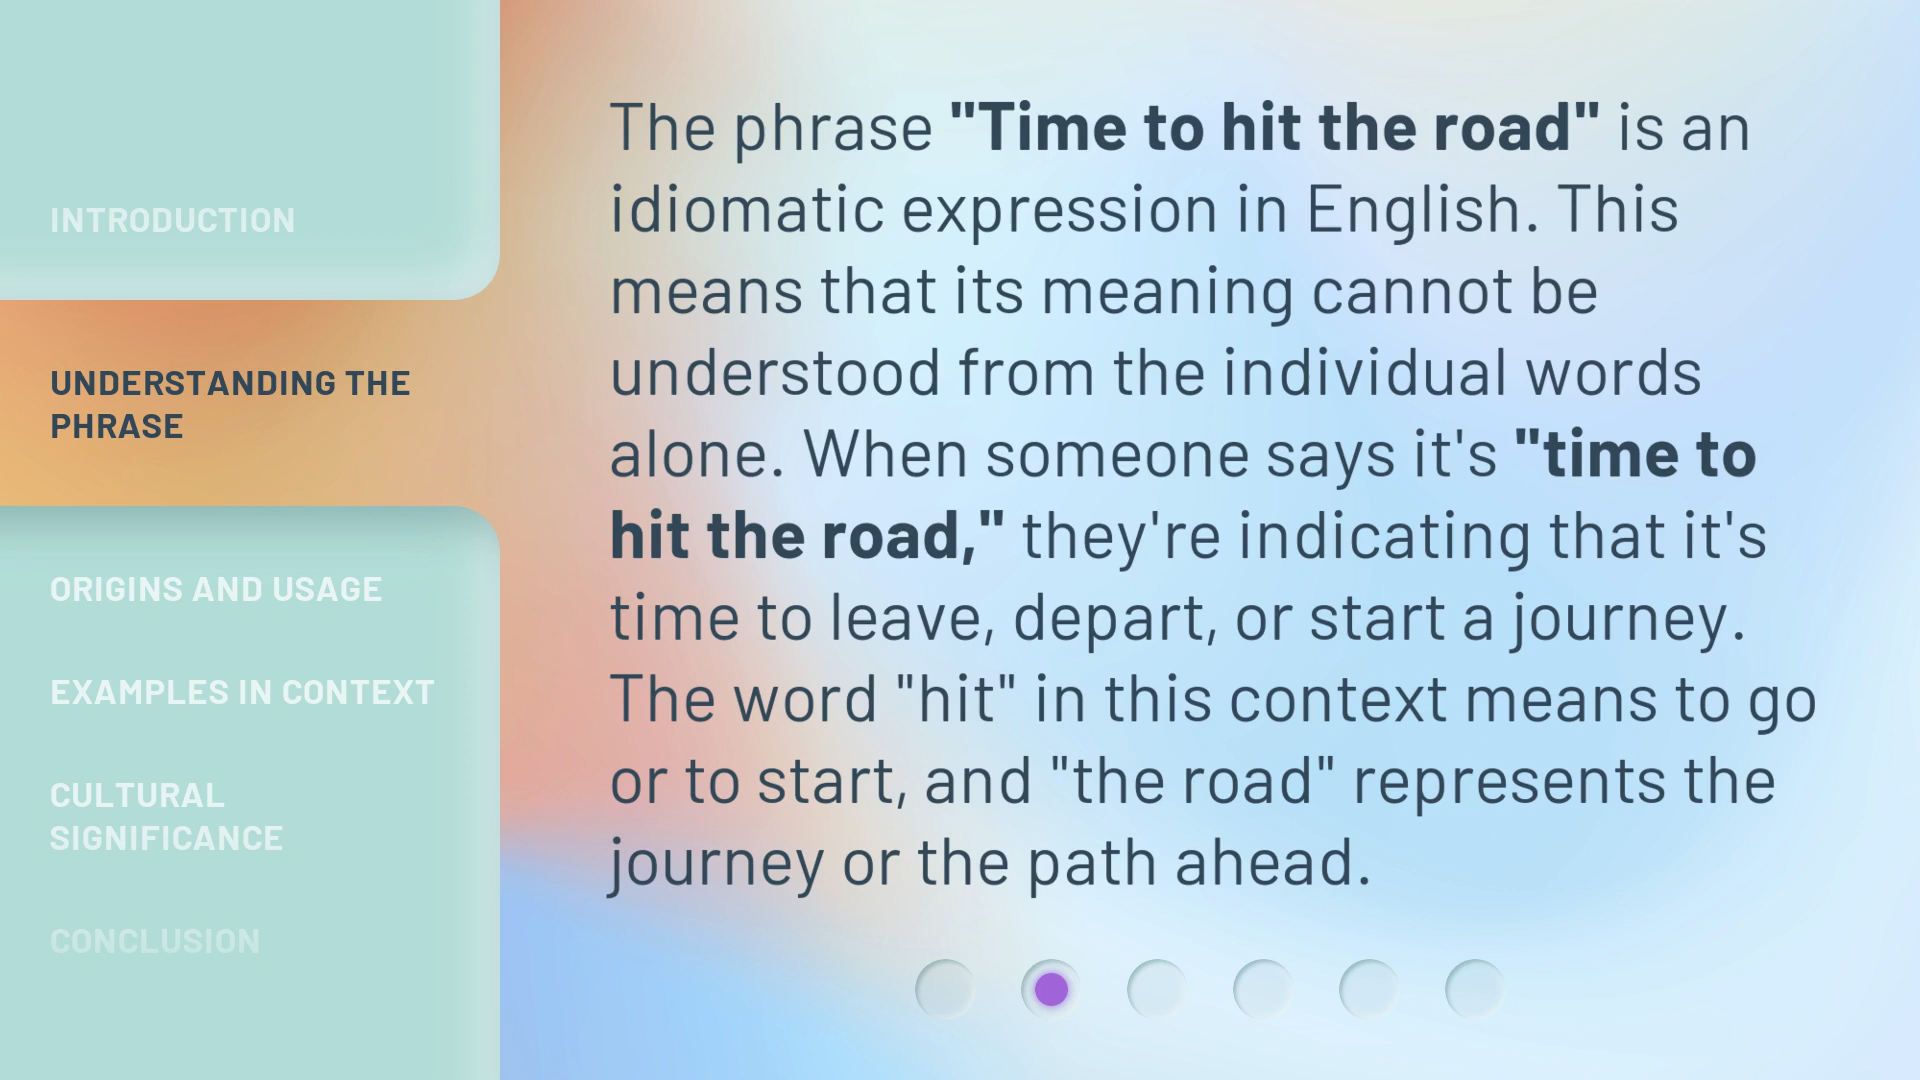 INTRODUCTION
UNDERSTANDING THE
PHRASE
ORIGINS AND USAGE
EXAMPLES IN CONTEXT
CULTURAL
SIGNIFICANCE
CONCLUSION
The phrase "Time to hit the road" is an
idiomatic expression in English. This
means that its meaning cannot be
understood from the individual words
alone. When someone says it's "time to
hit the road," they're indicating that it's
time to leave, depart, or start a journey.
The word "hit" in this context means to go
or to start, and "the road" represents the
journey or the path ahead.